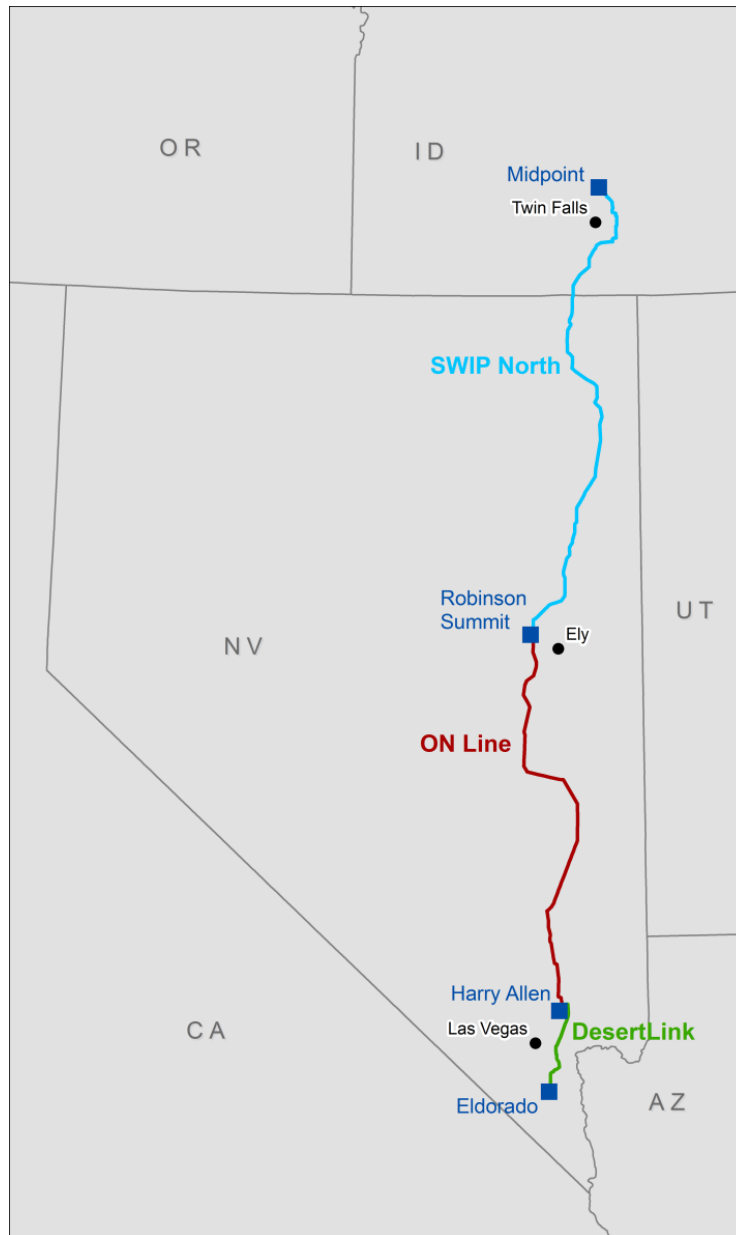 OR
ID
Midpoint
Twin Falls
SWIP North
Robinson
Summit
Ely
UT
NV
ON Line
Harry Allen
Las Vegas
DesertLink
CA
Eldorado
AZ